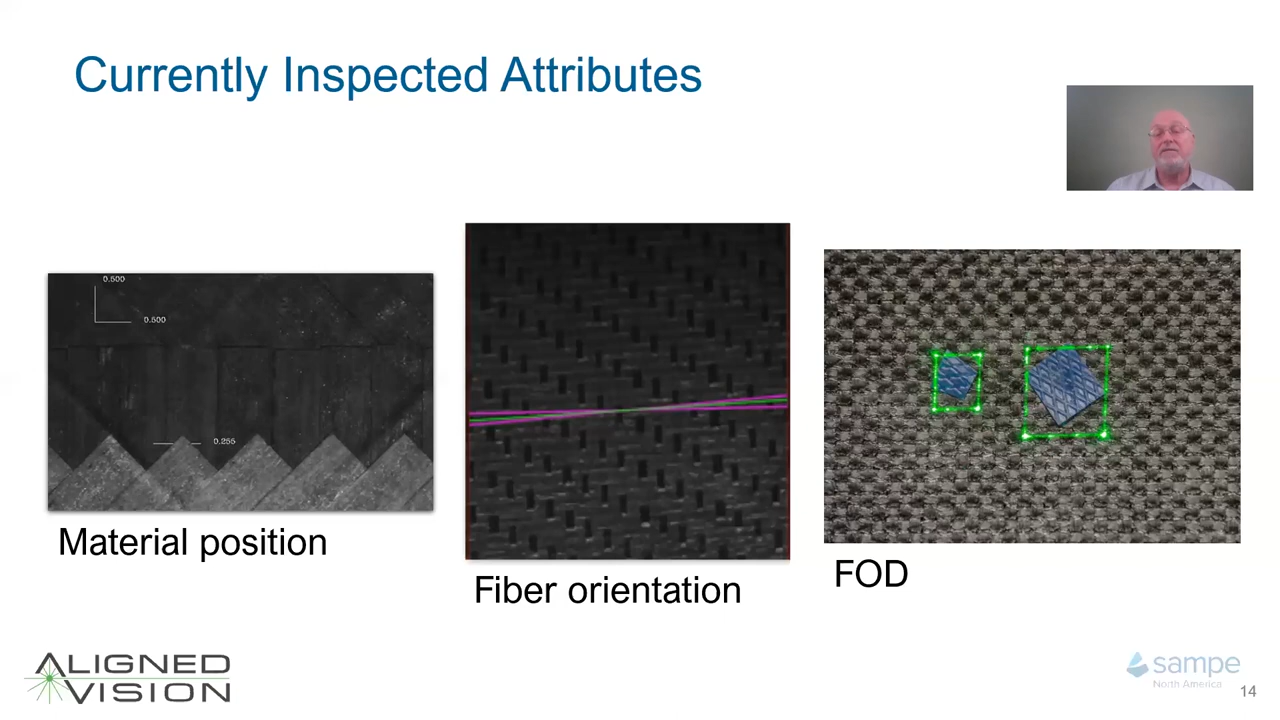 Currently Inspected Attributes
0.500
0.500
0.255
Material position
Fiber orientation
FOD
ALIGNED
VISION
sampe
North America
14